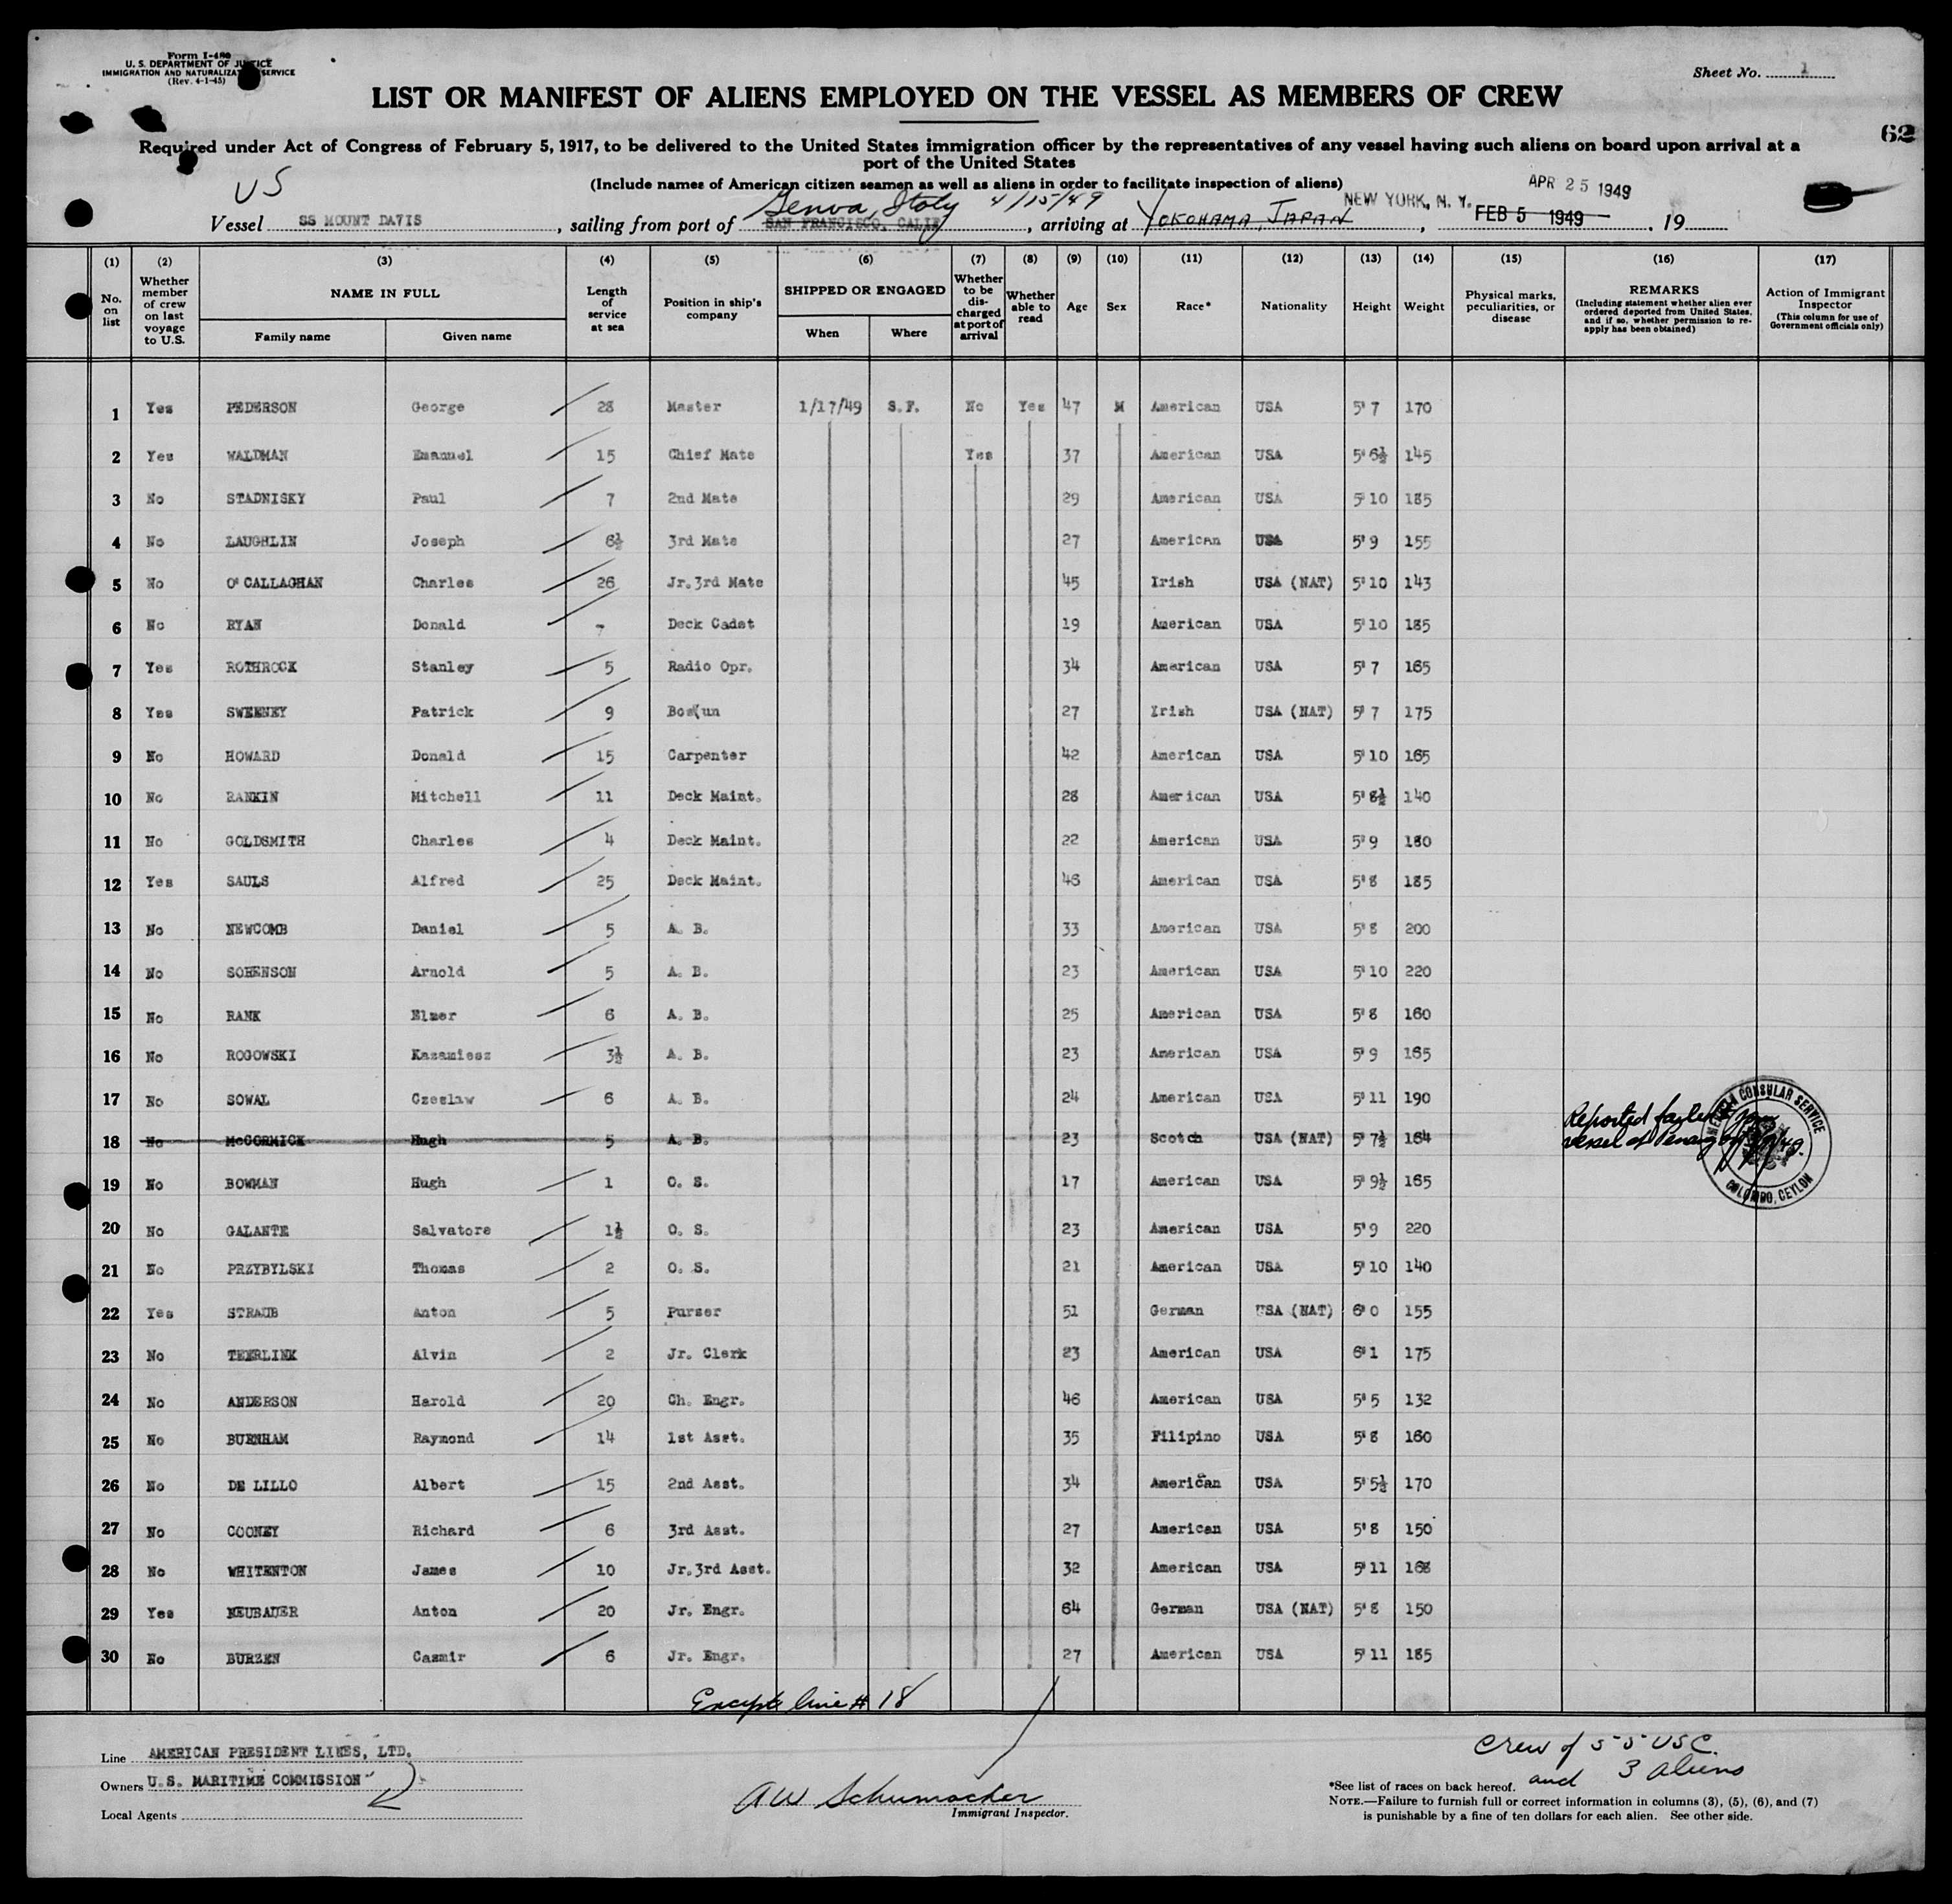 Form I-480
U. S. DEPARTMENT OF JUSTICE
IMMIGRATION AND NATURALIZATION SERVICE
(Rev. 4-1-45)
Sheet No. 1
LIST OR MANIFEST OF ALIENS EMPLOYED ON THE VESSEL AS MEMBERS OF CREW
62
Required under Act of Congress of February 5, 1917, to be delivered to the United States immigration officer by the representatives of any vessel having such aliens on board upon arrival at a
port of the United States
(Include names of American citizen seamen as well as aliens in order to facilitate inspection of aliens)
US
Genoa, Italy 4/15/49 NEW YORK, N. Y. APR 25 1949
Vessel SS MOUNT DAVIS, sailing from port of SAN FRANCISCO, CALIF, arriving at YOKOHAMA, JAPAN, FEB 5 1949, 19
(1) (2) (3) (4) (5) (6) (7) (8) (9) (10) (11) (12) (13) (14) (15) (16) (17)
No. on list Whether member of crew on last voyage to U.S. NAME IN FULL Family name Given name Length of service at sea Position in ship's company SHIPPED OR ENGAGED When Where Whether to be discharged at port of arrival Whether able to read Age Sex Race* Nationality Height Weight Physical marks, peculiarities, or disease REMARKS (Including statement whether alien ever ordered deported from United States, and if so, whether permission to reapply has been obtained) Action of Immigrant Inspector (This column for use of Government officials only)
1 Yes PEDERSON George 28 Master 1/17/49 S.F. No Yes 47 M American USA 5'7 170
2 Yes WALDMAN Emanuel 15 Chief Mate Yes 37 American USA 5'6½ 145
3 No STADNISKY Paul 7 2nd Mate 29 American USA 5'10 185
4 No LAUGHLIN Joseph 6½ 3rd Mate 27 American USA 5'9 155
5 No O'CALLAGHAN Charles 26 Jr.3rd Mate 45 Irish USA (NAT) 5'10 143
6 No RYAN Donald - Deck Cadet 19 American USA 5'10 185
7 Yes ROTHROCK Stanley 5 Radio Opr. 34 American USA 5'7 165
8 Yes SWEENEY Patrick 9 Bos'un 27 Irish USA (NAT) 5'7 175
9 No HOWARD Donald 15 Carpenter 42 American USA 5'10 165
10 No RANKIN Mitchell 11 Deck Maint. 28 American USA 5'8½ 140
11 No GOLDSMITH Charles 4 Deck Maint. 22 American USA 5'9 180
12 Yes SAULS Alfred 25 Deck Maint. 46 American USA 5'8 185
13 No NEWCOMB Daniel 5 A. B. 33 American USA 5'8 200
14 No SORENSON Arnold 5 A. B. 23 American USA 5'10 220
15 No RANK Elmer 6 A. B. 25 American USA 5'8 160
16 No ROGOWSKI Kazamiesz 3½ A. B. 23 American USA 5'9 165
17 No SOWAL Czeslaw 6 A. B. 24 American USA 5'11 190
18 No McCORMICK Hugh 5 A. B. 23 Scotch USA (NAT) 5'7½ 164 Reported failed to join vessel at Penang
AMERICAN CONSULAR SERVICE COLOMBO, CEYLON
19 No BOWMAN Hugh 1 O. S. 17 American USA 5'9½ 165
20 No GALANTE Salvatore 1½ O. S. 23 American USA 5'9 220
21 No PRZYBYLSKI Thomas 2 O. S. 21 American USA 5'10 140
22 Yes STRAUB Anton 5 Purser 51 German USA (NAT) 6'0 155
23 No TEERLINK Alvin 2 Jr. Clerk 23 American USA 6'1 175
24 No ANDERSON Harold 20 Ch. Engr. 46 American USA 5'5 132
25 No BURNHAM Raymond 14 1st Asst. 35 Filipino USA 5'8 160
26 No DE LILLO Albert 15 2nd Asst. 34 American USA 5'5½ 170
27 No COONEY Richard 6 3rd Asst. 27 American USA 5'8 150
28 No WHITENTON James 10 Jr.3rd Asst. 32 American USA 5'11 168
29 Yes NEUBAUER Anton 20 Jr. Engr. 64 German USA (NAT) 5'8 150
30 No BURZEN Casmir 6 Jr. Engr. 27 American USA 5'11 185
Except line # 18
Line AMERICAN PRESIDENT LINES, LTD.
Owners U.S. MARITIME COMMISSION
Local Agents
AW Schumacker
Immigrant Inspector.
Crew of 55 USC.
and 3 aliens
*See list of races on back hereof.
NOTE.—Failure to furnish full or correct information in columns (3), (5), (6), and (7)
is punishable by a fine of ten dollars for each alien. See other side.